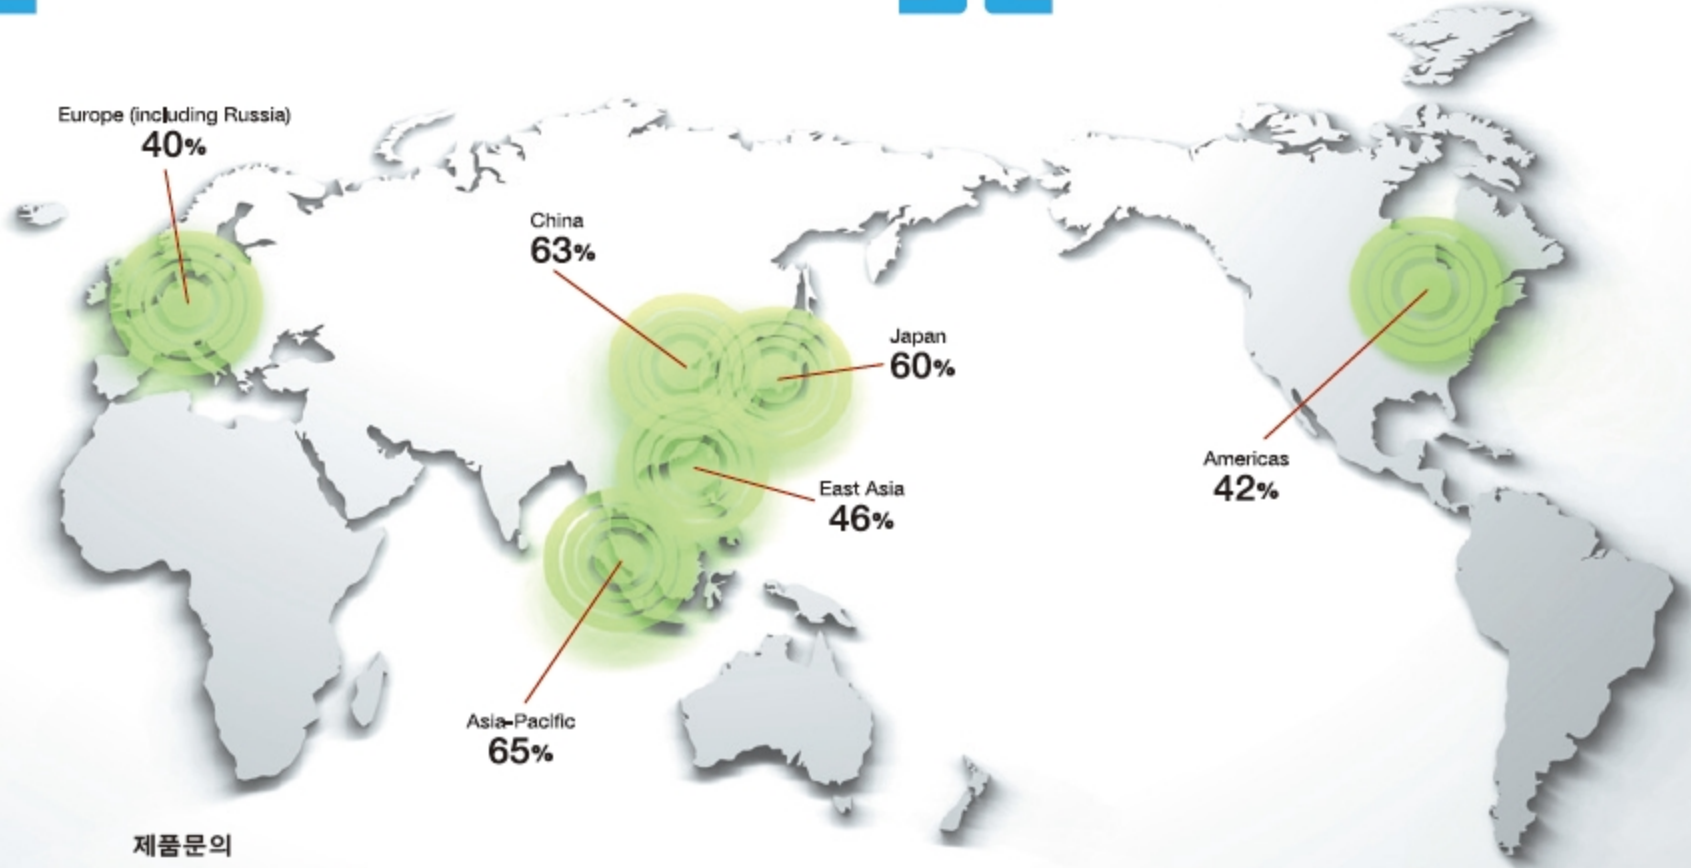 Europe (including Russia)
40%
China
63%
Japan
60%
East Asia
46%
Americas
42%
Asia-Pacific
65%
제품문의